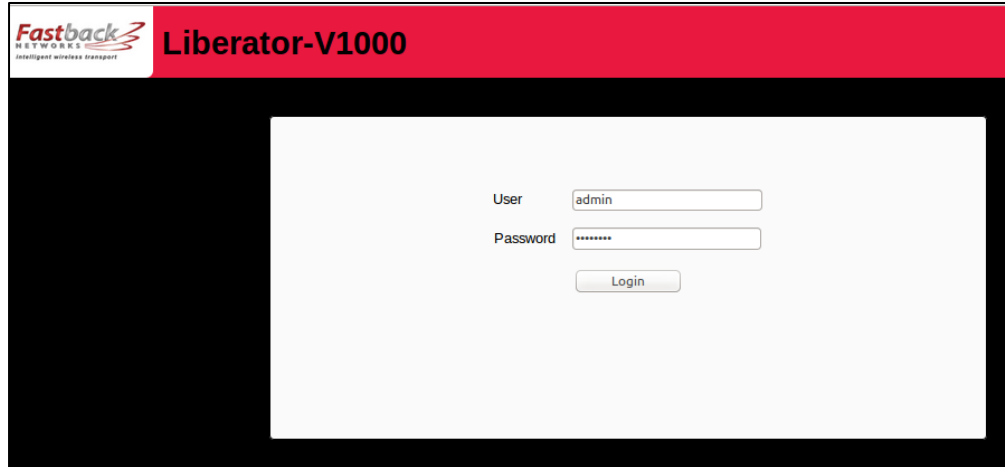 Fastback
NETWORKS
intelligent wireless transport
Liberator-V1000
User
admin
Password
••••••••
Login